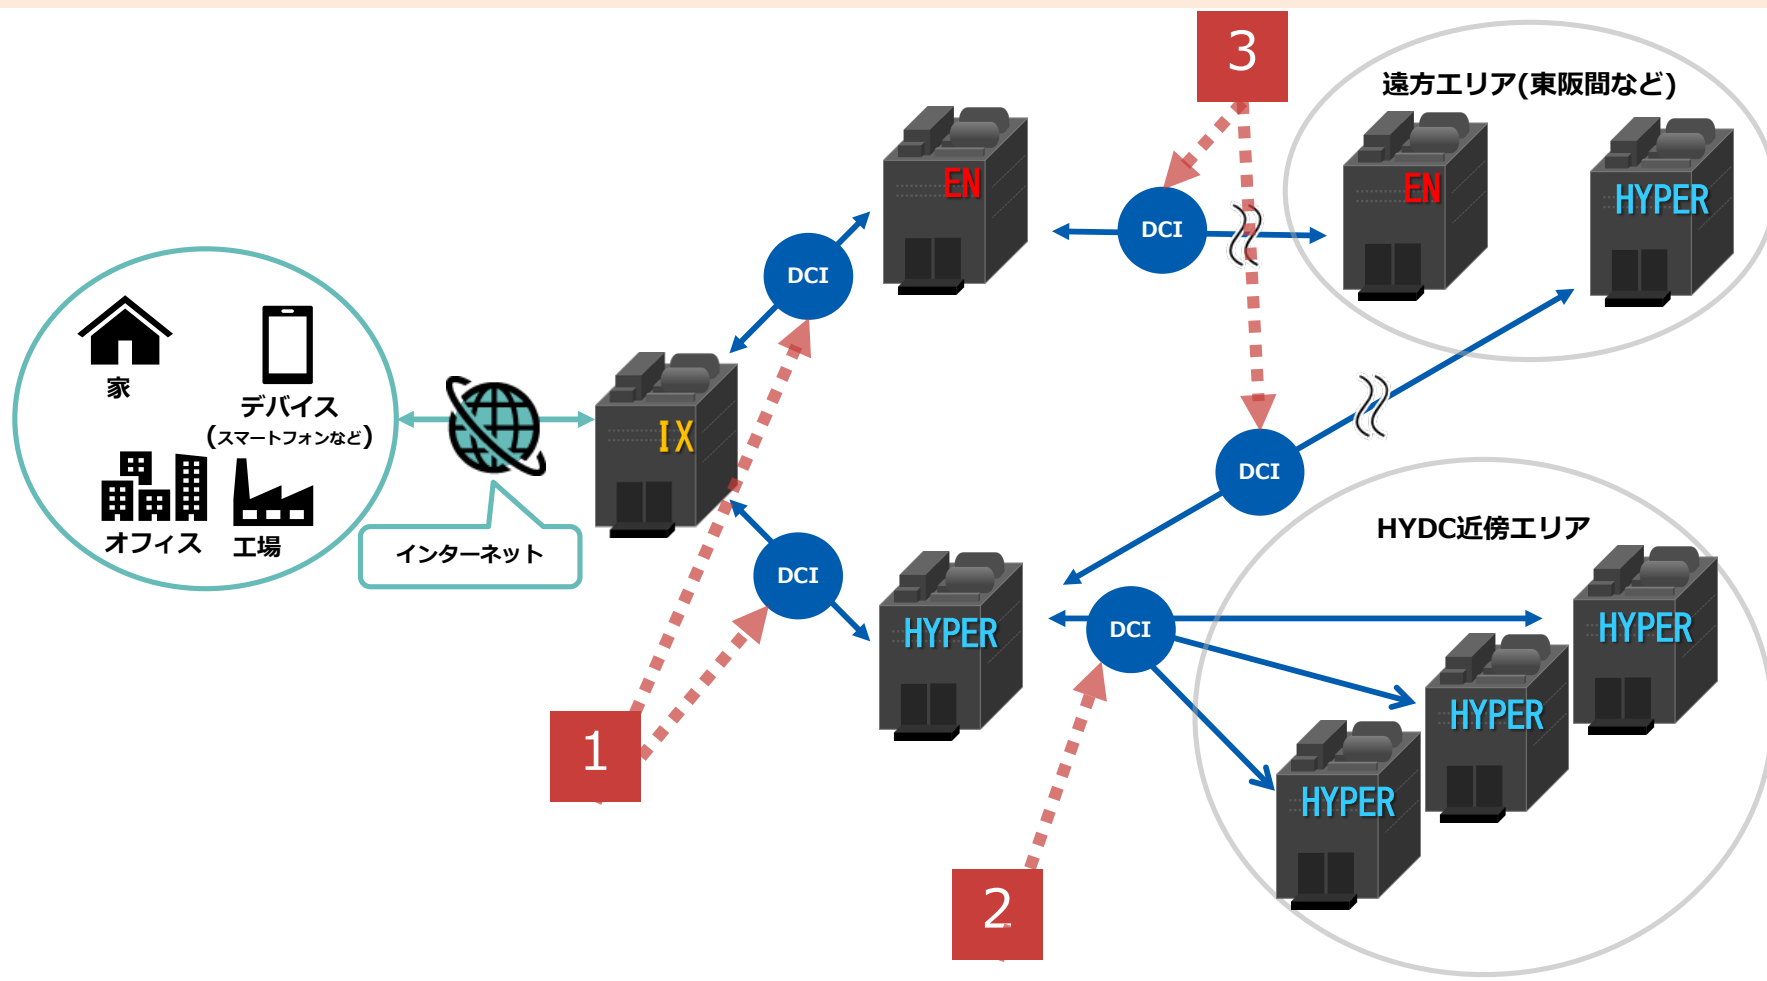 3
遠方エリア(東阪間など)
EN
EN
HYPER
DCI
DCI
家
デバイス
(スマートフォンなど)
IX
DCI
オフィス
工場
インターネット
HYDC近傍エリア
DCI
HYPER
DCI
HYPER
HYPER
1
HYPER
2